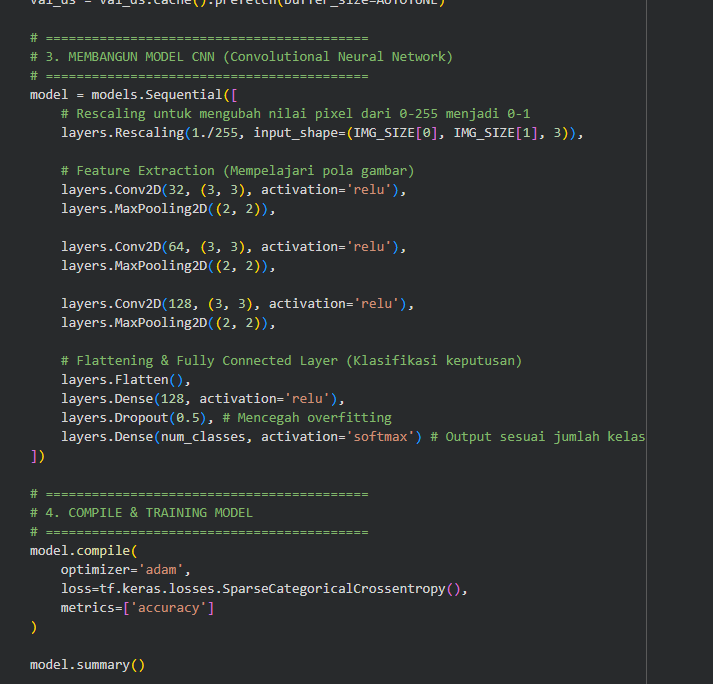 val_ds = val_ds.cache().prefetch(buffer_size=AUTOTUNE)
# ==========================================
# 3. MEMBANGUN MODEL CNN (Convolutional Neural Network)
# ==========================================
model = models.Sequential([
    # Rescaling untuk mengubah nilai pixel dari 0-255 menjadi 0-1
    layers.Rescaling(1./255, input_shape=(IMG_SIZE[0], IMG_SIZE[1], 3)),
    # Feature Extraction (Mempelajari pola gambar)
    layers.Conv2D(32, (3, 3), activation='relu'),
    layers.MaxPooling2D((2, 2)),
    layers.Conv2D(64, (3, 3), activation='relu'),
    layers.MaxPooling2D((2, 2)),
    layers.Conv2D(128, (3, 3), activation='relu'),
    layers.MaxPooling2D((2, 2)),
    # Flattening & Fully Connected Layer (Klasifikasi keputusan)
    layers.Flatten(),
    layers.Dense(128, activation='relu'),
    layers.Dropout(0.5), # Mencegah overfitting
    layers.Dense(num_classes, activation='softmax') # Output sesuai jumlah kelas
])
# ==========================================
# 4. COMPILE & TRAINING MODEL
# ==========================================
model.compile(
    optimizer='adam',
    loss=tf.keras.losses.SparseCategoricalCrossentropy(),
    metrics=['accuracy']
)
model.summary()